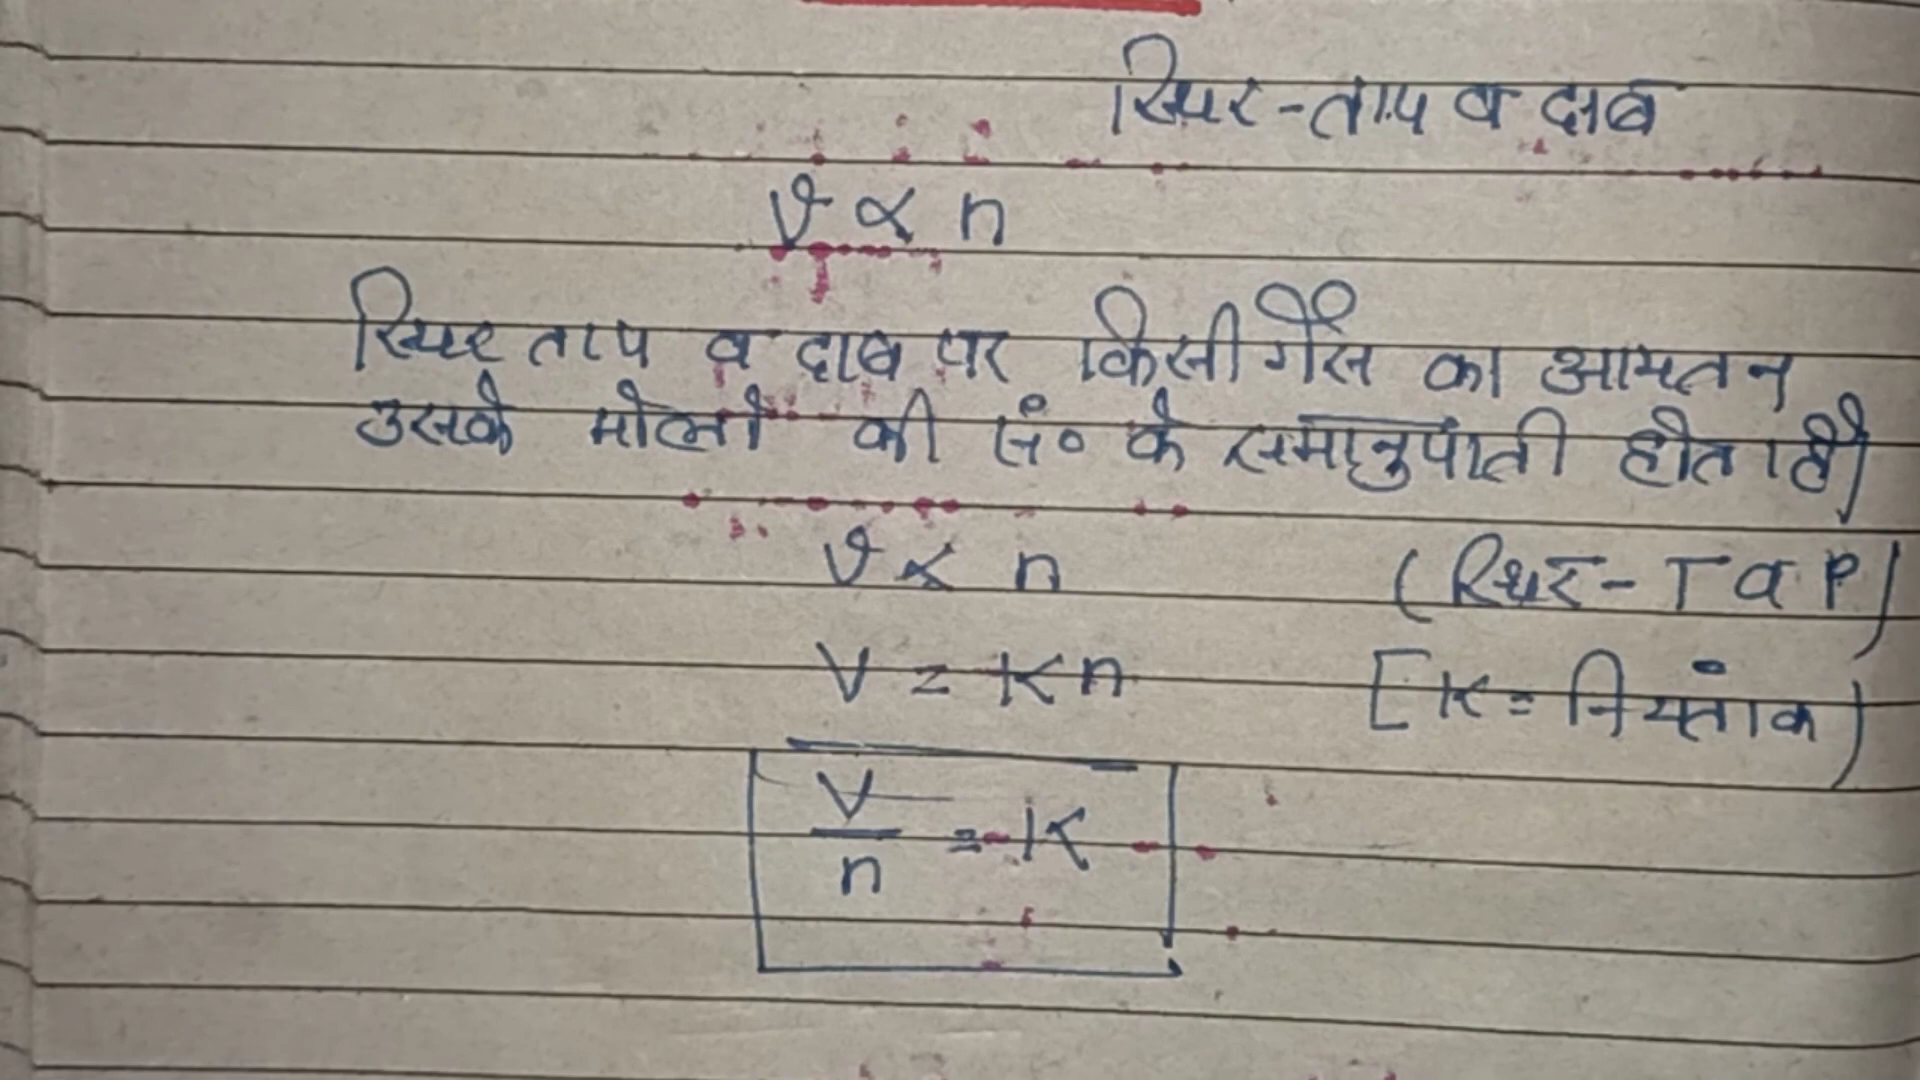 स्थिर-ताप व दाब
V ∝ n
स्थिर ताप व दाब पर किसी गैस का आयतन
उसके मोलो की सं० के समानुपाती होता है।
V ∝ n (स्थिर- T व P)
V = Kn [K = नियतांक)
V/n = K